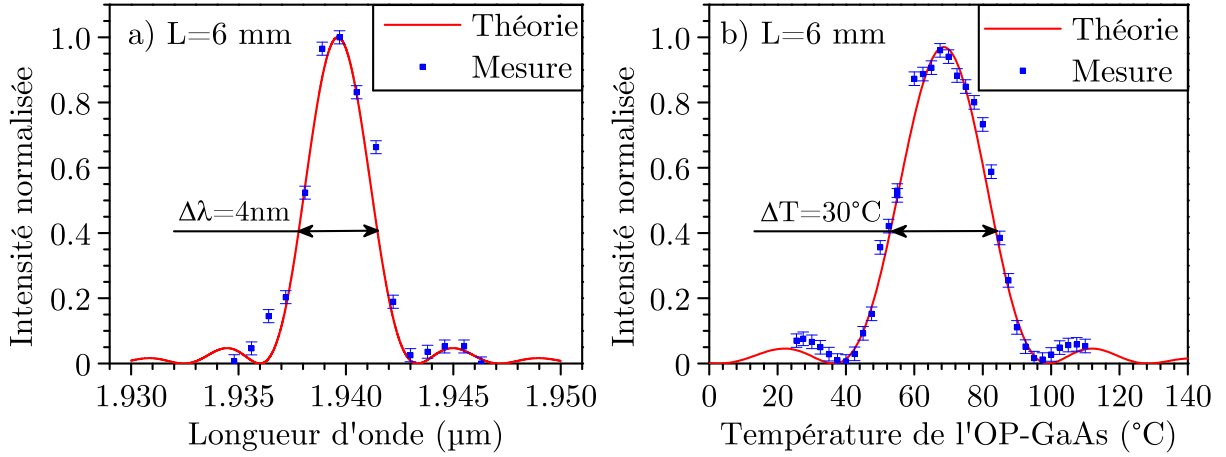 a) L=6 mm
Théorie
Mesure
Δλ=4nm
Intensité normalisée
1.0
0.8
0.6
0.4
0.2
0
1.930 1.935 1.940 1.945 1.950
Longueur d'onde (µm)
b) L=6 mm
Théorie
Mesure
ΔT=30°C
Intensité normalisée
1.0
0.8
0.6
0.4
0.2
0
0 20 40 60 80 100 120 140
Température de l'OP-GaAs (°C)